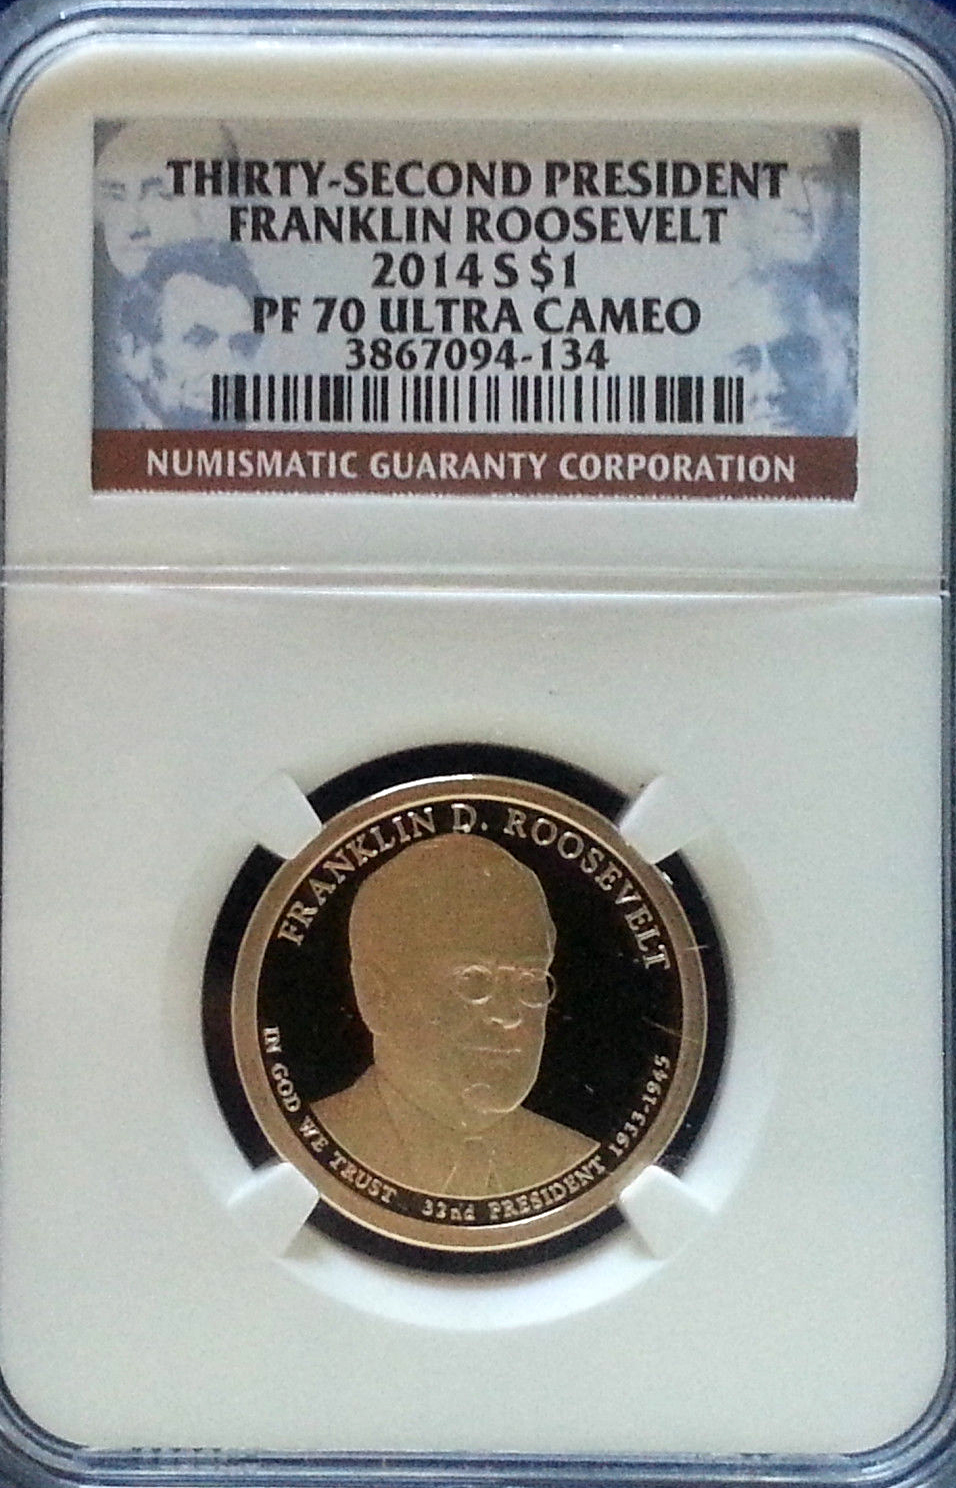 THIRTY-SECOND PRESIDENT
FRANKLIN ROOSEVELT
2014 S $1
PF 70 ULTRA CAMEO
3867094-134
NUMISMATIC GUARANTY CORPORATION
FRANKLIN D. ROOSEVELT
IN GOD WE TRUST
32nd PRESIDENT 1933-1945